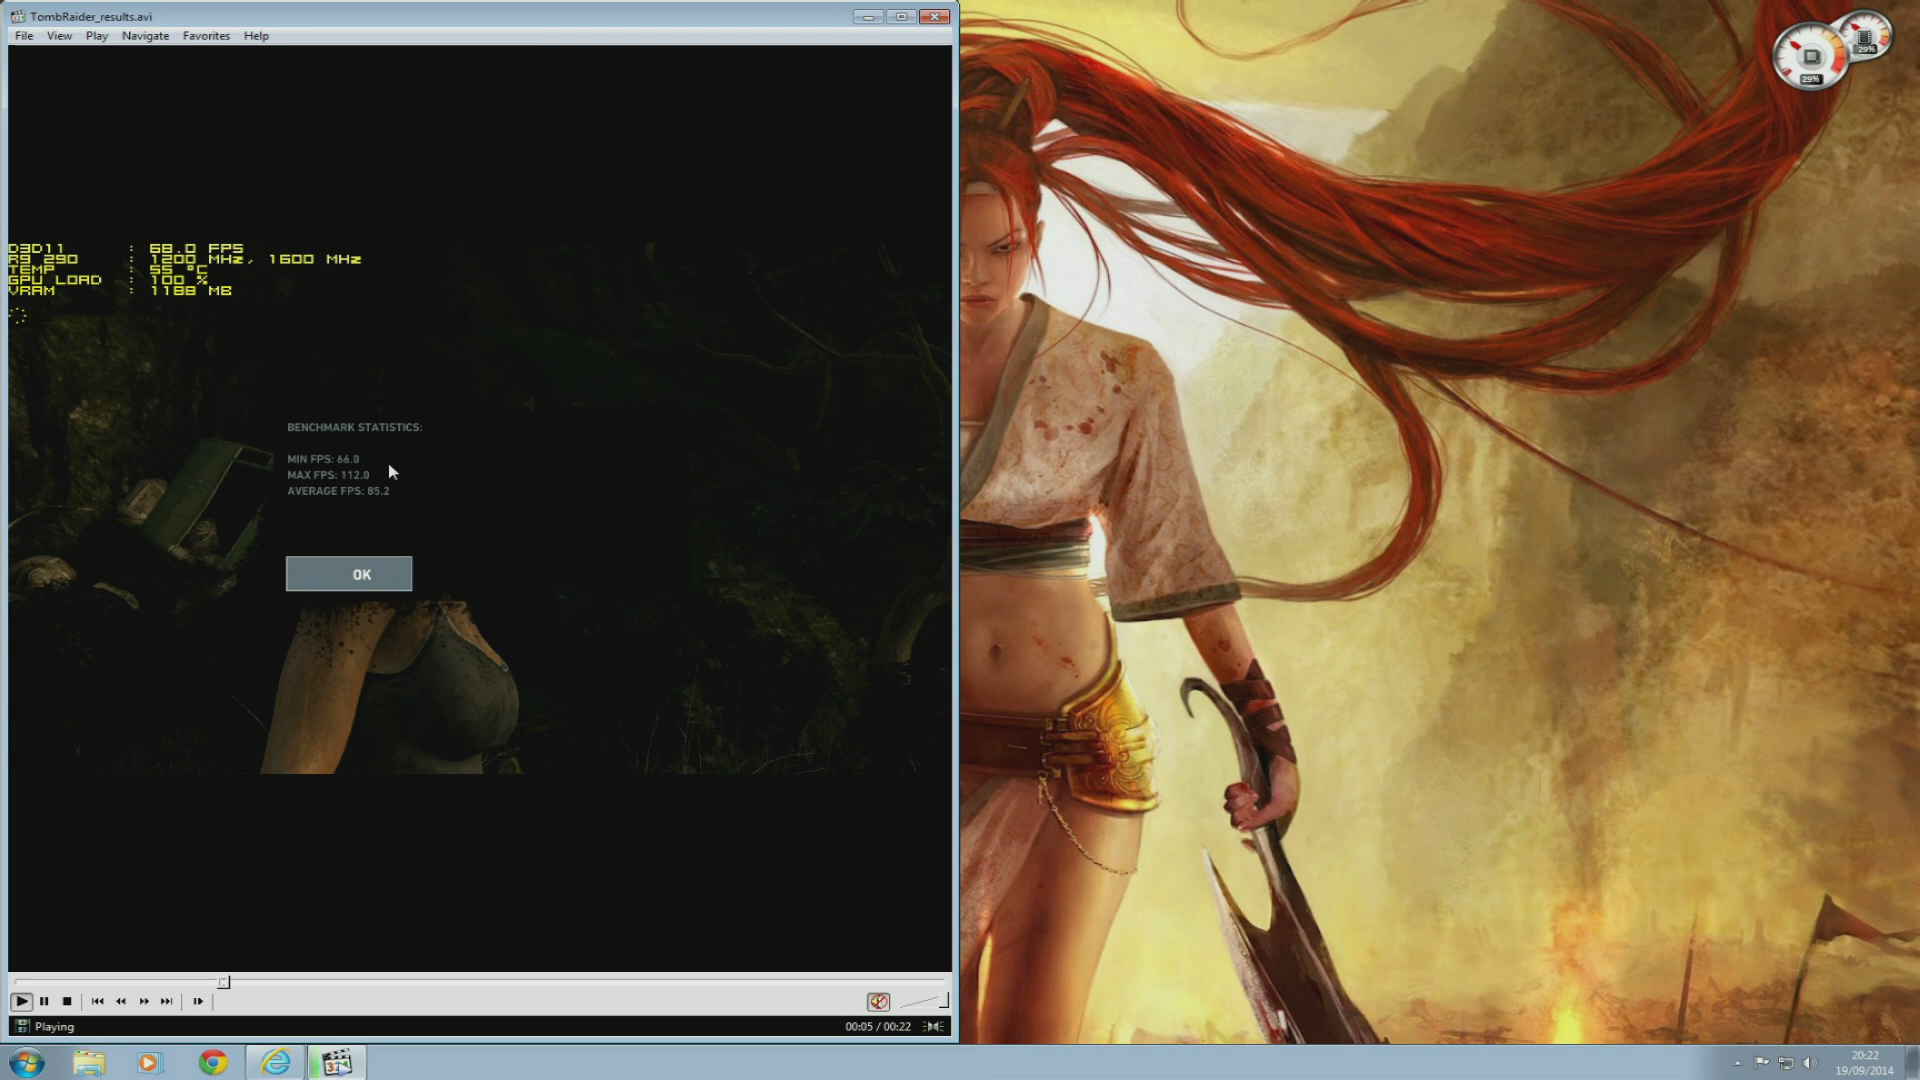 TombRaider_results.avi
File View Play Navigate Favorites Help
D3D11 : 68.0 FPS
R9 290 : 1200 MHz, 1600 MHz
TEMP : 55 °C
GPU LOAD : 100 %
VRAM : 1188 MB
BENCHMARK STATISTICS:
MIN FPS: 66.0
MAX FPS: 112.0
AVERAGE FPS: 85.2
OK
Playing
00:05 / 00:22
29%
29%
20:22
19/09/2014